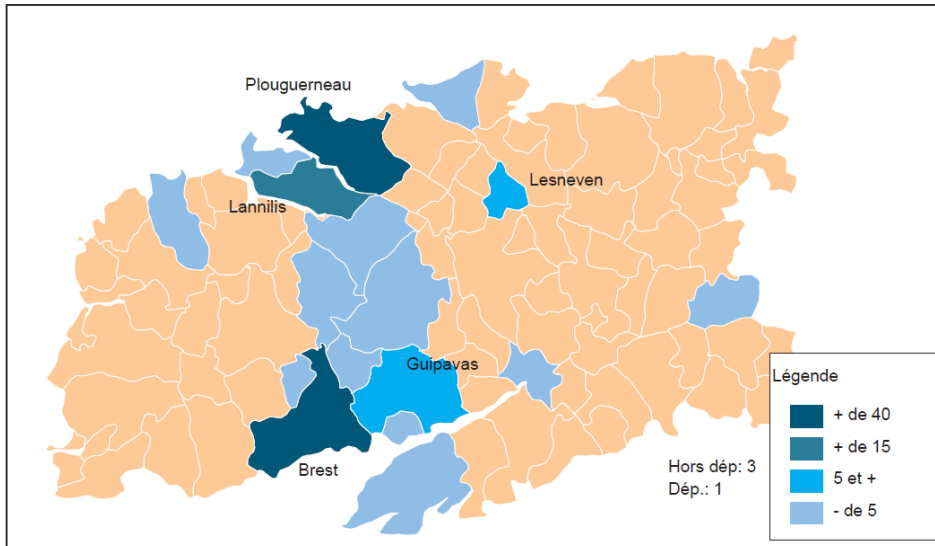 Plouguerneau
Lesneven
Lannilis
Guipavas
Brest
Hors dép: 3
Dép.: 1
Légende
+ de 40
+ de 15
5 et +
- de 5